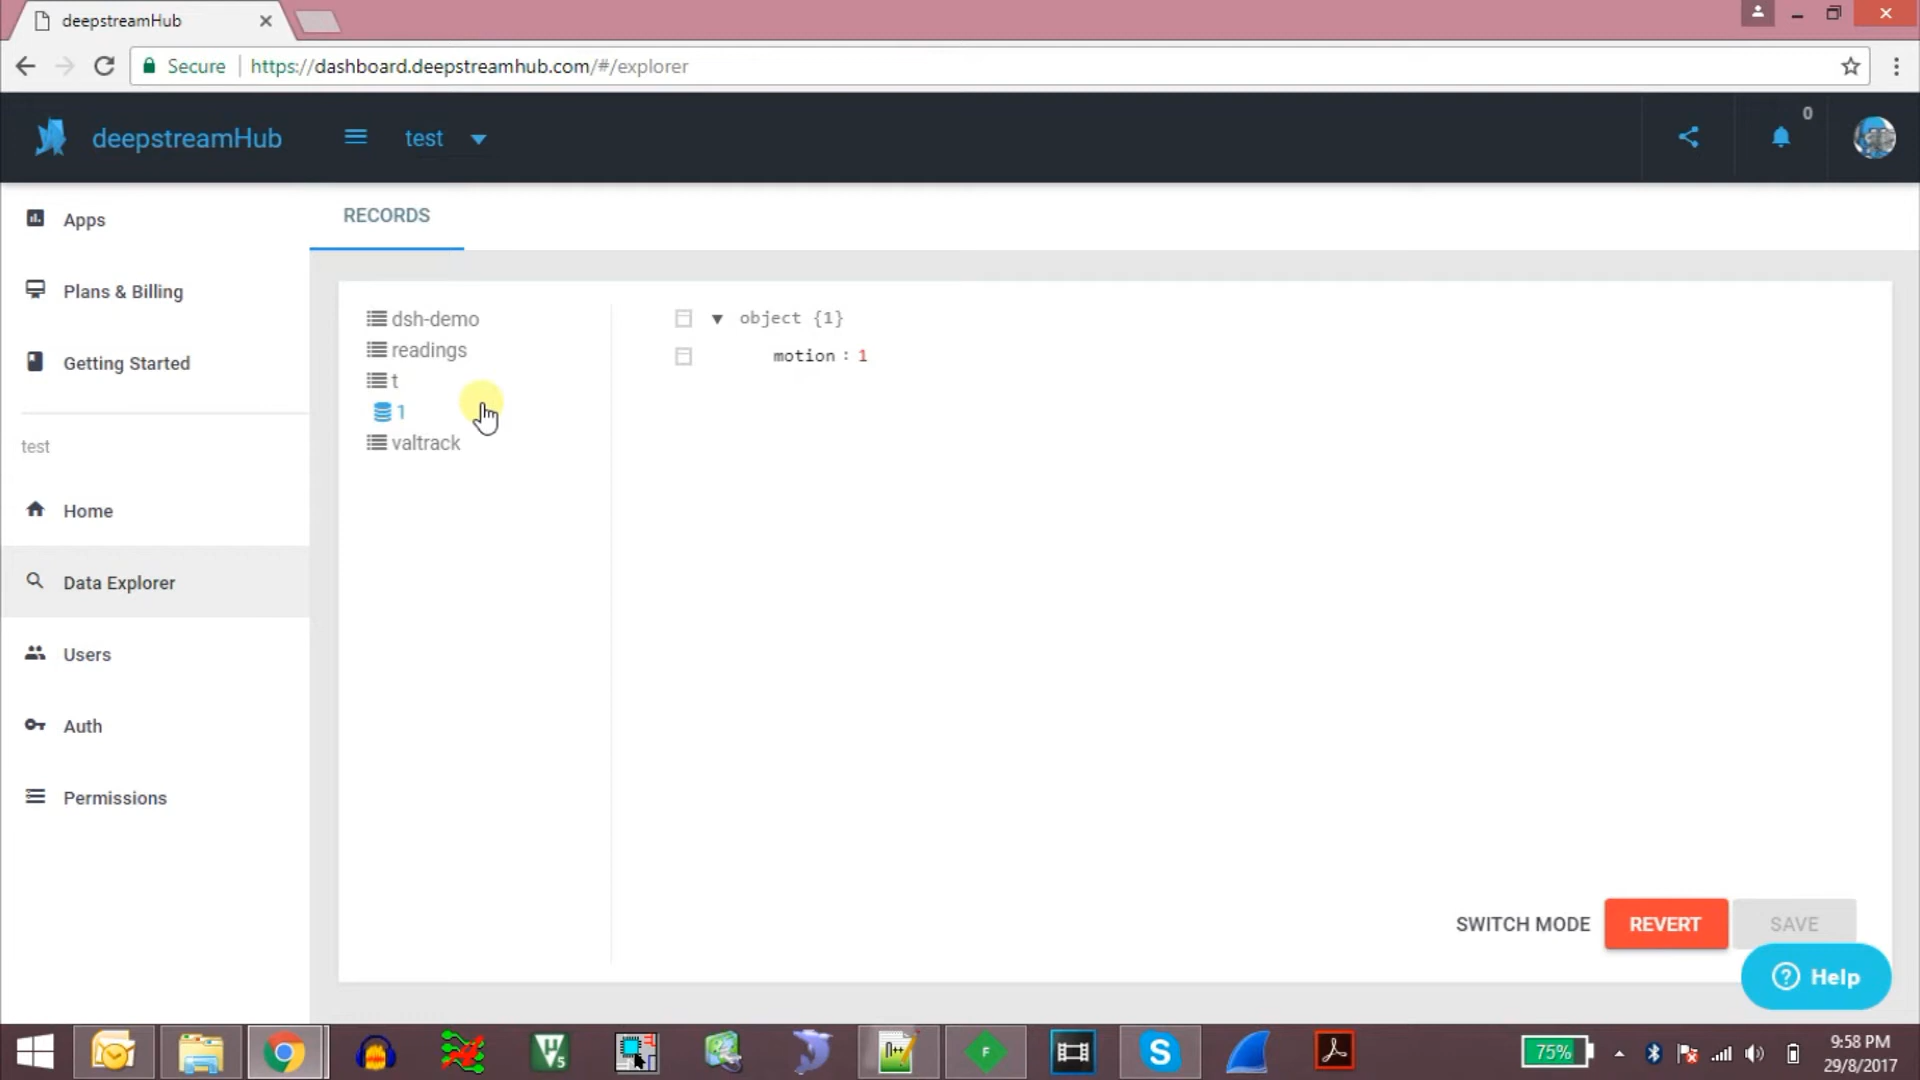 deepstreamHub
Secure https://dashboard.deepstreamhub.com/#/explorer
deepstreamHub
test
0
Apps
Plans & Billing
Getting Started
test
Home
Data Explorer
Users
Auth
Permissions
RECORDS
dsh-demo
readings
t
1
valtrack
object {1}
motion : 1
SWITCH MODE
REVERT
SAVE
Help
75%
9:58 PM
29/8/2017